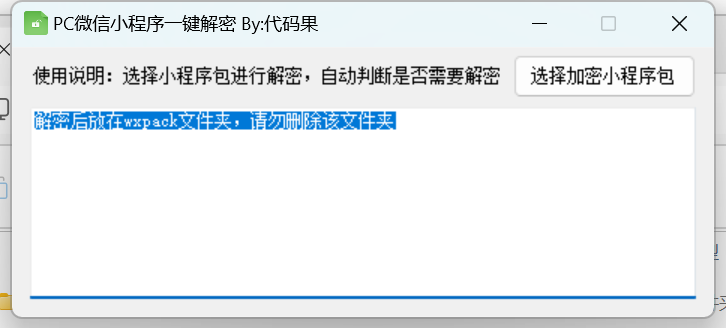 PC微信小程序一键解密 By:代码果
使用说明：选择小程序包进行解密，自动判断是否需要解密
选择加密小程序包
解密后放在wxpack文件夹，请勿删除该文件夹